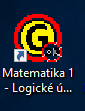 G
Matematika 1
- Logické ú...